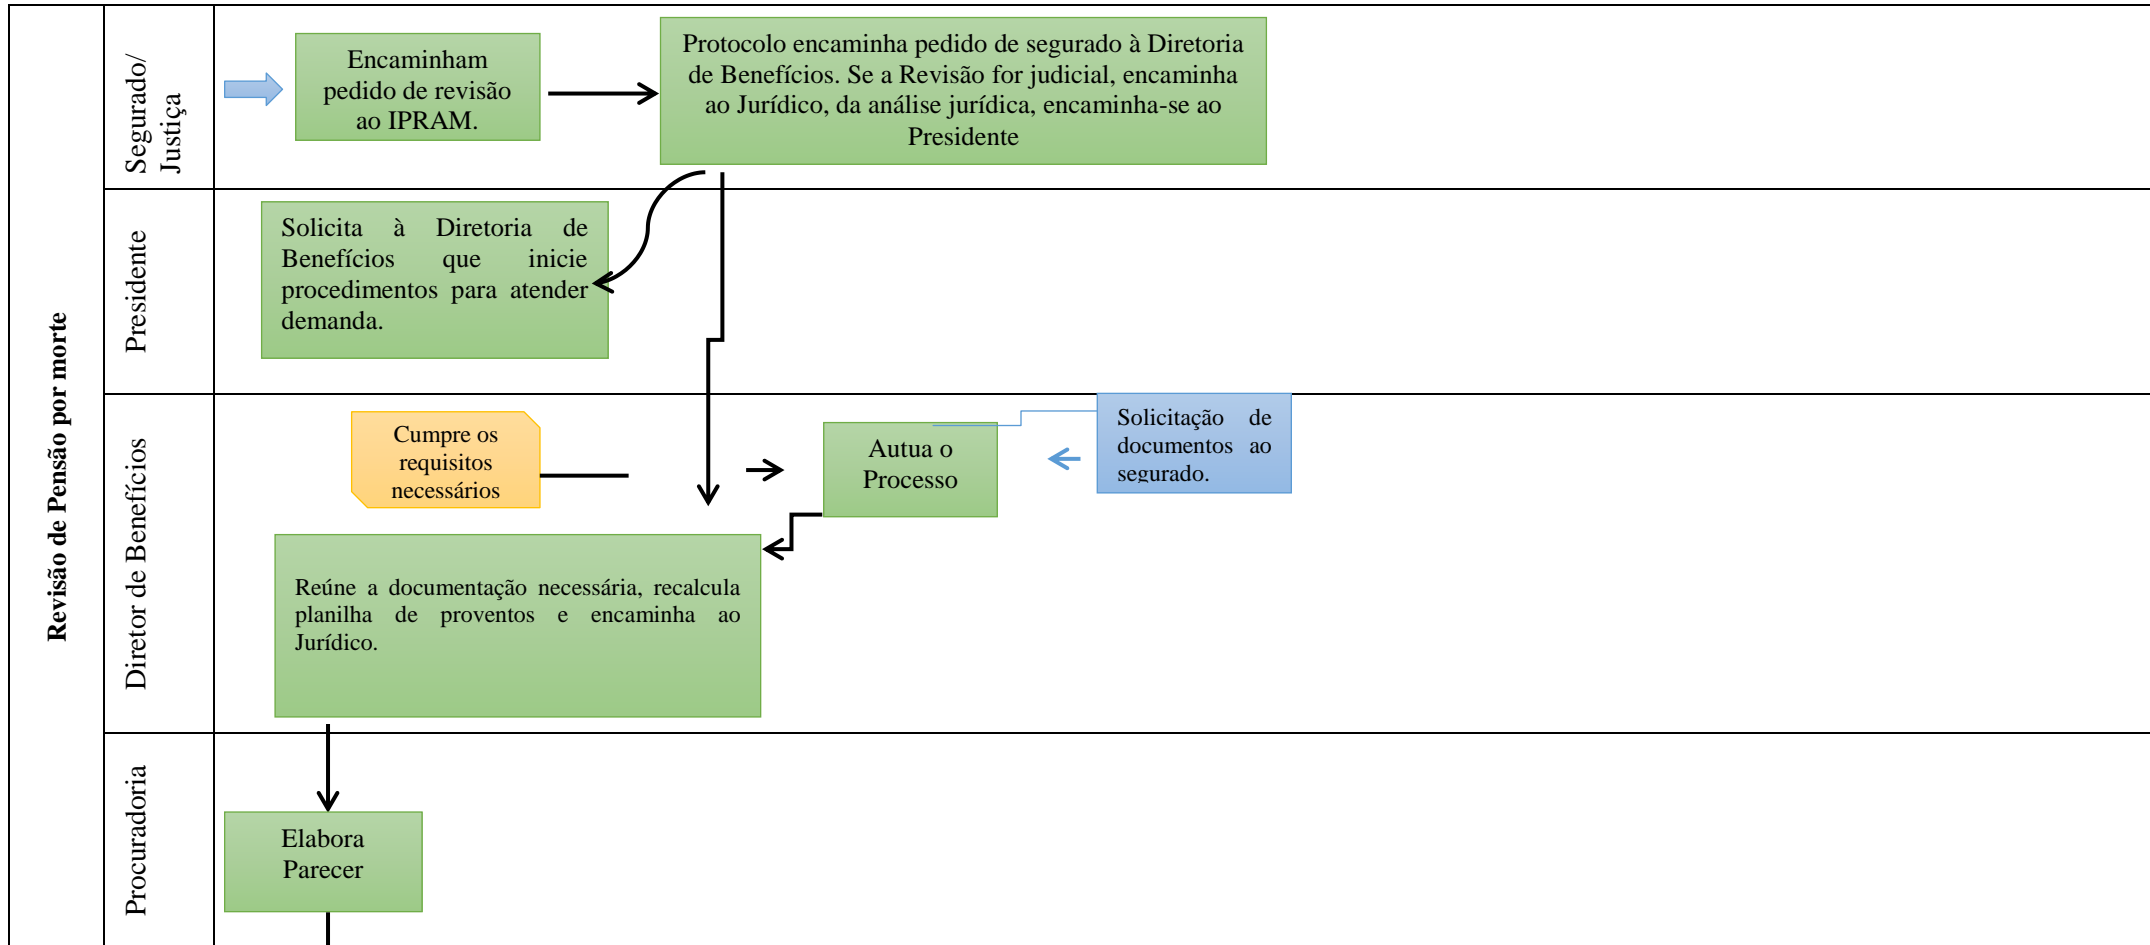 Revisão de Pensão por morte
Segurado/
Justiça
Encaminham
pedido de revisão
ao IPRAM.
Protocolo encaminha pedido de segurado à Diretoria
de Benefícios. Se a Revisão for judicial, encaminha
ao Jurídico, da análise jurídica, encaminha-se ao
Presidente
Presidente
Solicita à Diretoria de
Benefícios que inicie
procedimentos para atender
demanda.
Diretor de Benefícios
Cumpre os
requisitos
necessários
Autua o
Processo
Solicitação de
documentos ao
segurado.
Reúne a documentação necessária, recalcula
planilha de proventos e encaminha ao
Jurídico.
Procuradoria
Elabora
Parecer